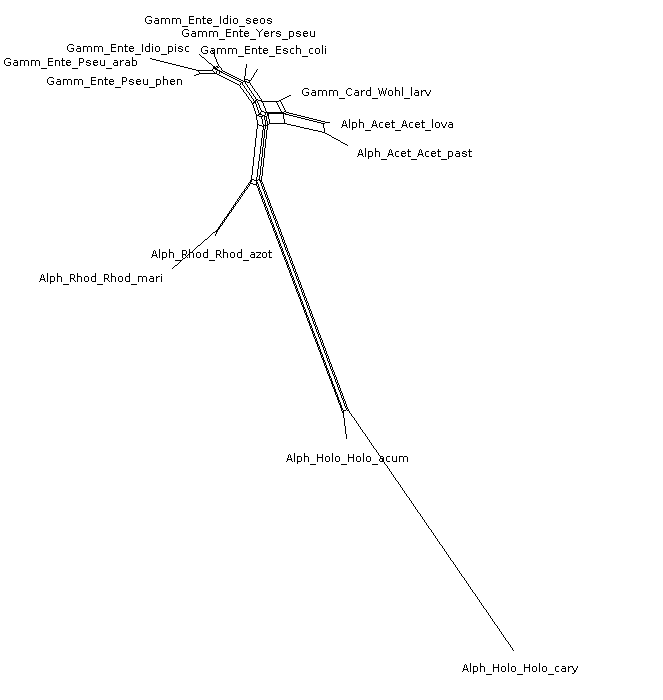 Gamm_Ente_Idio_seos
Gamm_Ente_Yers_pseu
Gamm_Ente_Idio_pisc
Gamm_Ente_Esch_coli
Gamm_Ente_Pseu_arab
Gamm_Ente_Pseu_phen
Gamm_Card_Wohl_larv
Alph_Acet_Acet_lova
Alph_Acet_Acet_past
Alph_Rhod_Rhod_azot
Alph_Rhod_Rhod_mari
Alph_Holo_Holo_acum
Alph_Holo_Holo_cary